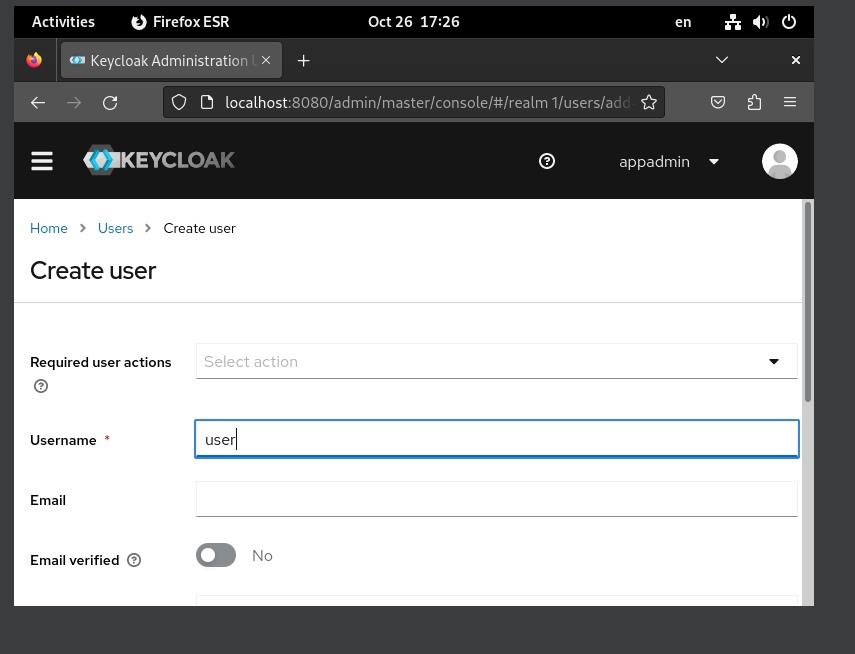 Activities Firefox ESR Oct 26 17:26 en
Keycloak Administration
localhost:8080/admin/master/console/#/realm 1/users/add-
KEYCLOAK appadmin
Home Users Create user
Create user
Required user actions Select action
Username * user
Email
Email verified No